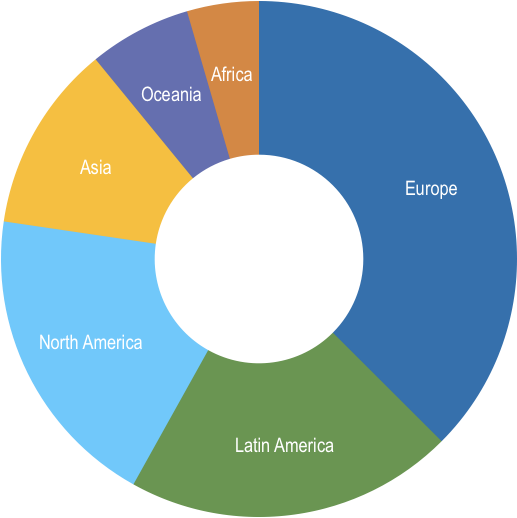 Africa
Oceania
Asia
Europe
North America
Latin America